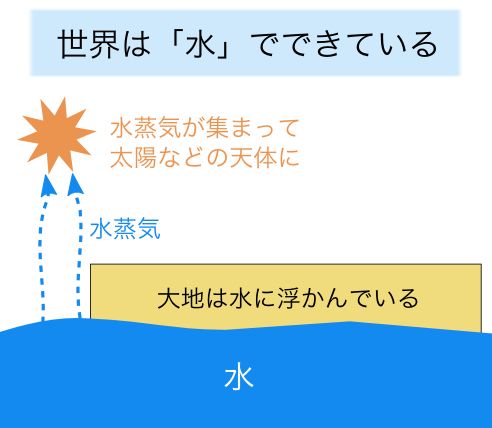 世界は「水」でできている
水蒸気が集まって
太陽などの天体に
水蒸気
大地は水に浮かんでいる
水